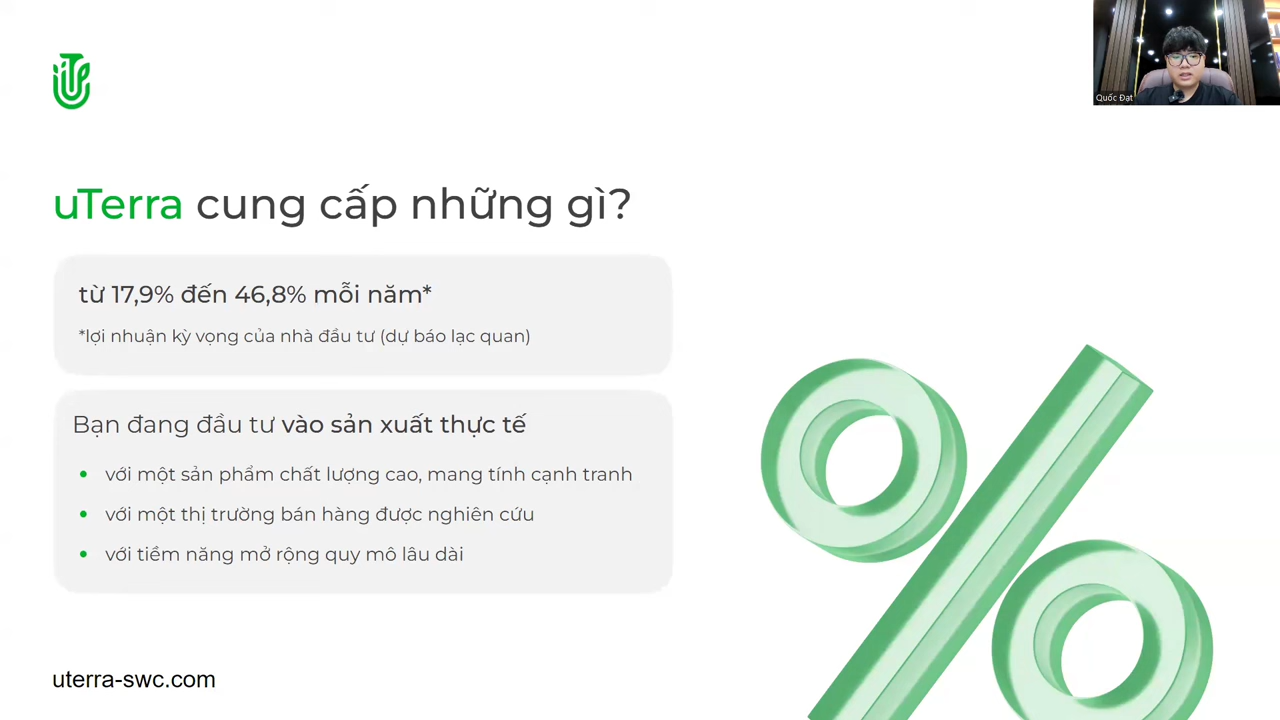 Quốc Đạt
uTerra cung cấp những gì?
từ 17,9% đến 46,8% mỗi năm*
*lợi nhuận kỳ vọng của nhà đầu tư (dự báo lạc quan)
Bạn đang đầu tư vào sản xuất thực tế
• với một sản phẩm chất lượng cao, mang tính cạnh tranh
• với một thị trường bán hàng được nghiên cứu
• với tiềm năng mở rộng quy mô lâu dài
%
uterra-swc.com